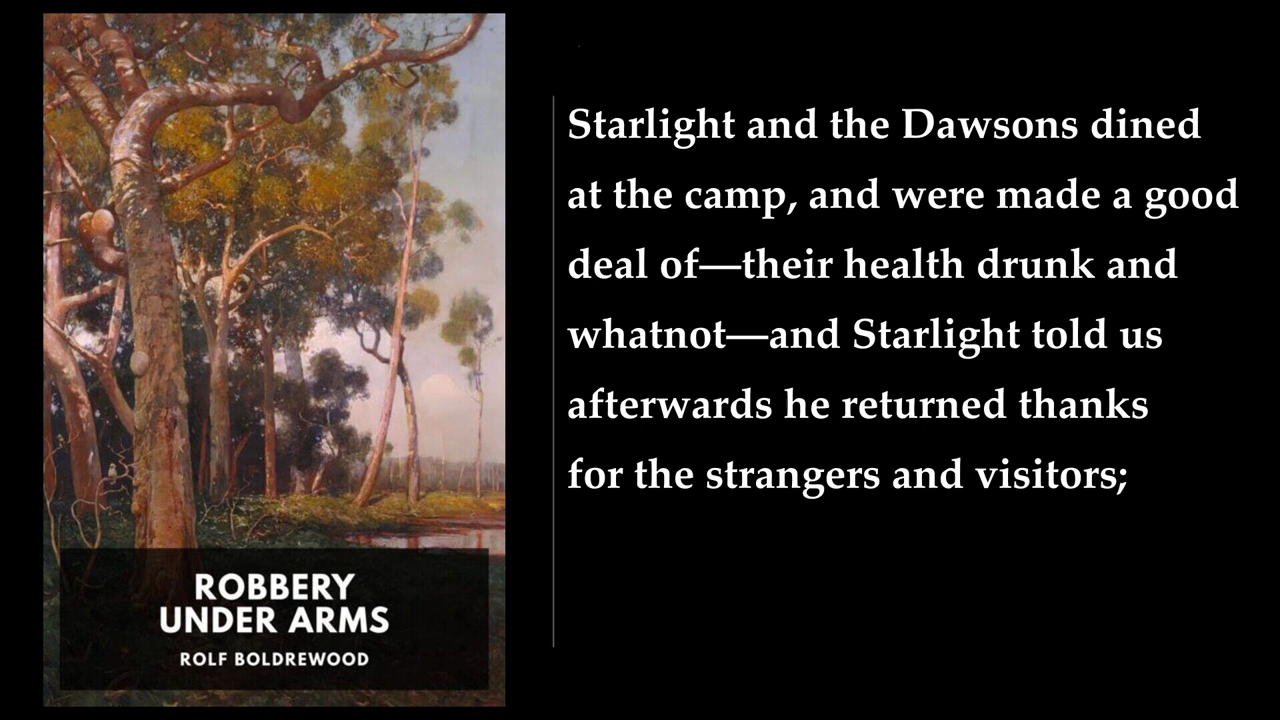 Starlight and the Dawsons dined
at the camp, and were made a good
deal of—their health drunk and
whatnot—and Starlight told us
afterwards he returned thanks
for the strangers and visitors;
ROBBERY
UNDER ARMS
ROLF BOLDREWOOD